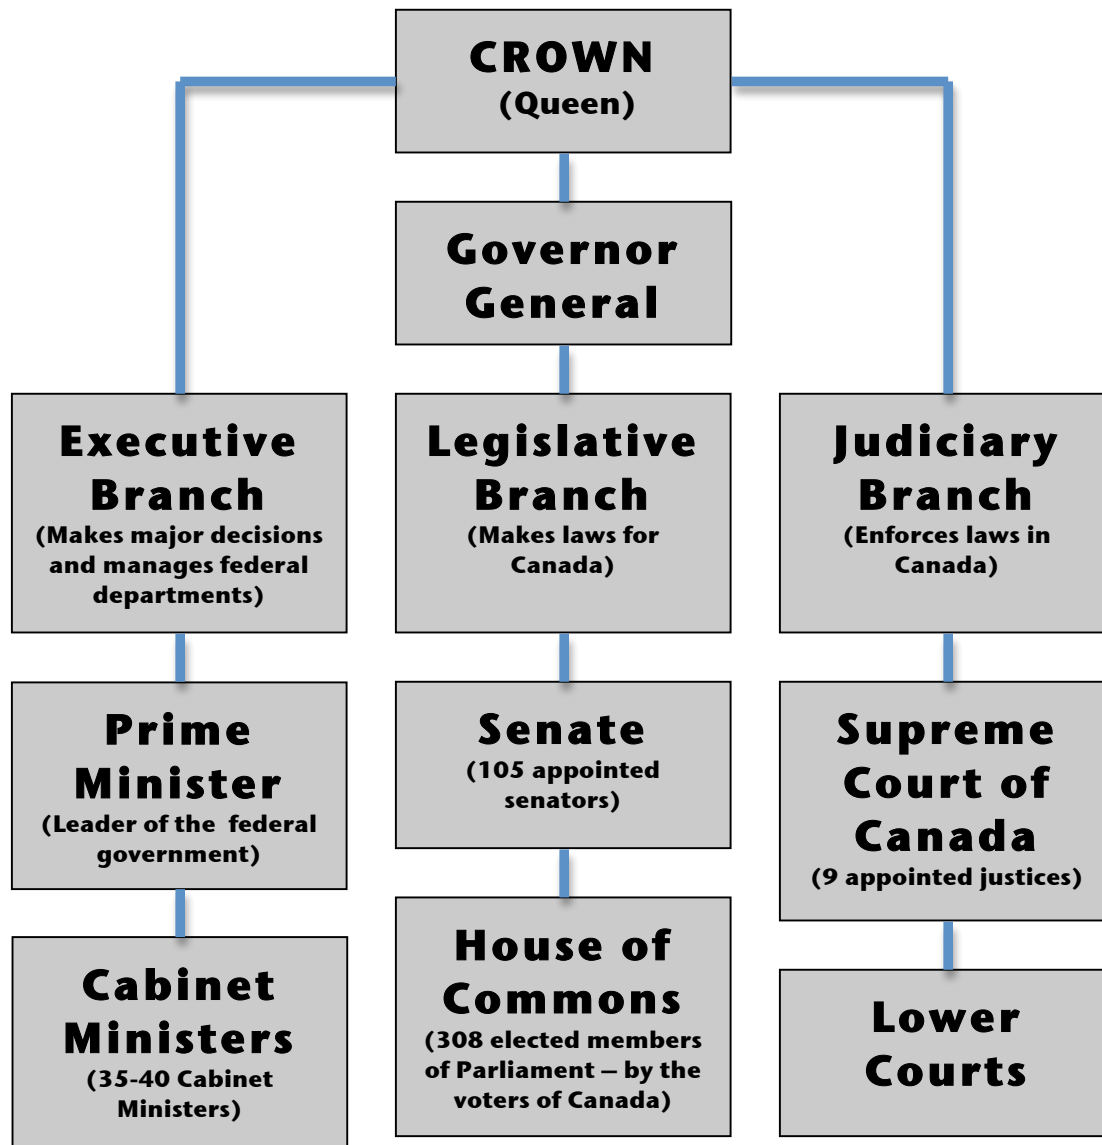 CROWN
(Queen)
Governor
General
Executive
Branch
(Makes major decisions
and manages federal
departments)
Legislative
Branch
(Makes laws for
Canada)
Judiciary
Branch
(Enforces laws in
Canada)
Prime
Minister
(Leader of the federal
government)
Senate
(105 appointed
senators)
Supreme
Court of
Canada
(9 appointed justices)
Cabinet
Ministers
(35-40 Cabinet
Ministers)
House of
Commons
(308 elected members
of Parliament – by the
voters of Canada)
Lower
Courts